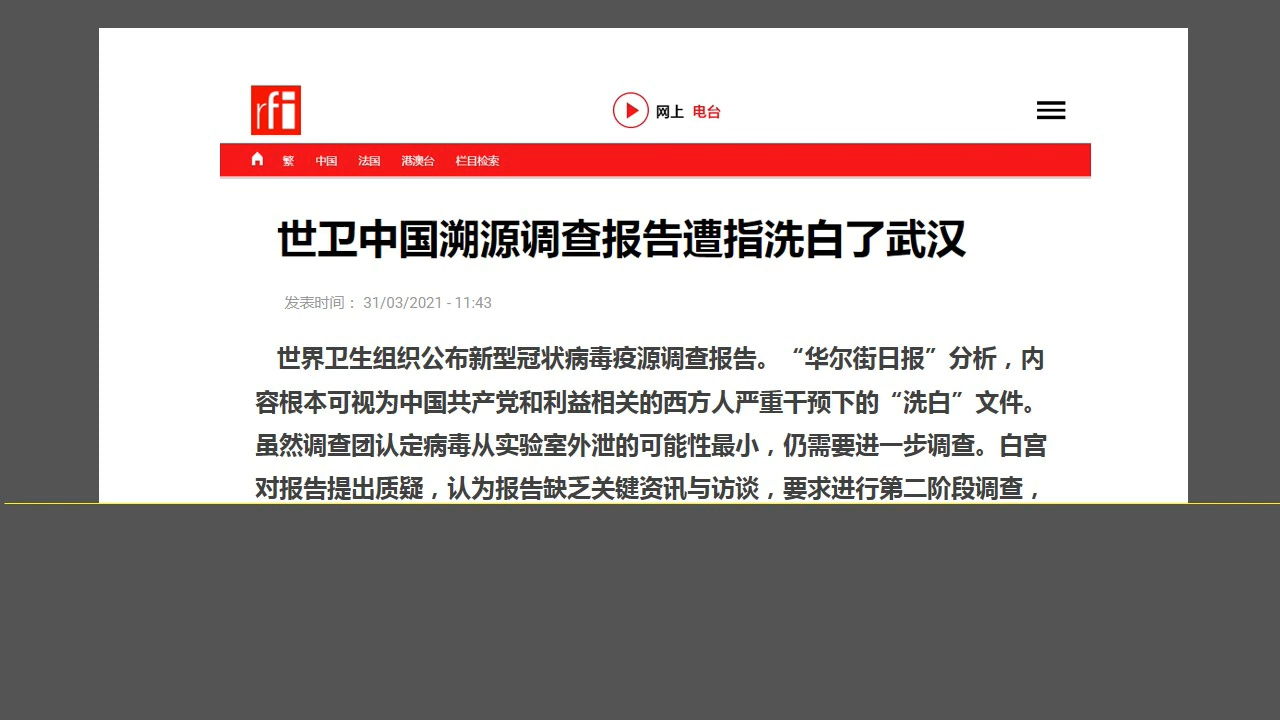 rfi
网上 电台
繁 中国 法国 港澳台 栏目检索
世卫中国溯源调查报告遭指洗白了武汉
发表时间： 31/03/2021 - 11:43
世界卫生组织公布新型冠状病毒疫源调查报告。“华尔街日报”分析，内
容根本可视为中国共产党和利益相关的西方人严重干预下的“洗白”文件。
虽然调查团认定病毒从实验室外泄的可能性最小，仍需要进一步调查。白宫
对报告提出质疑，认为报告缺乏关键资讯与访谈，要求进行第二阶段调查，